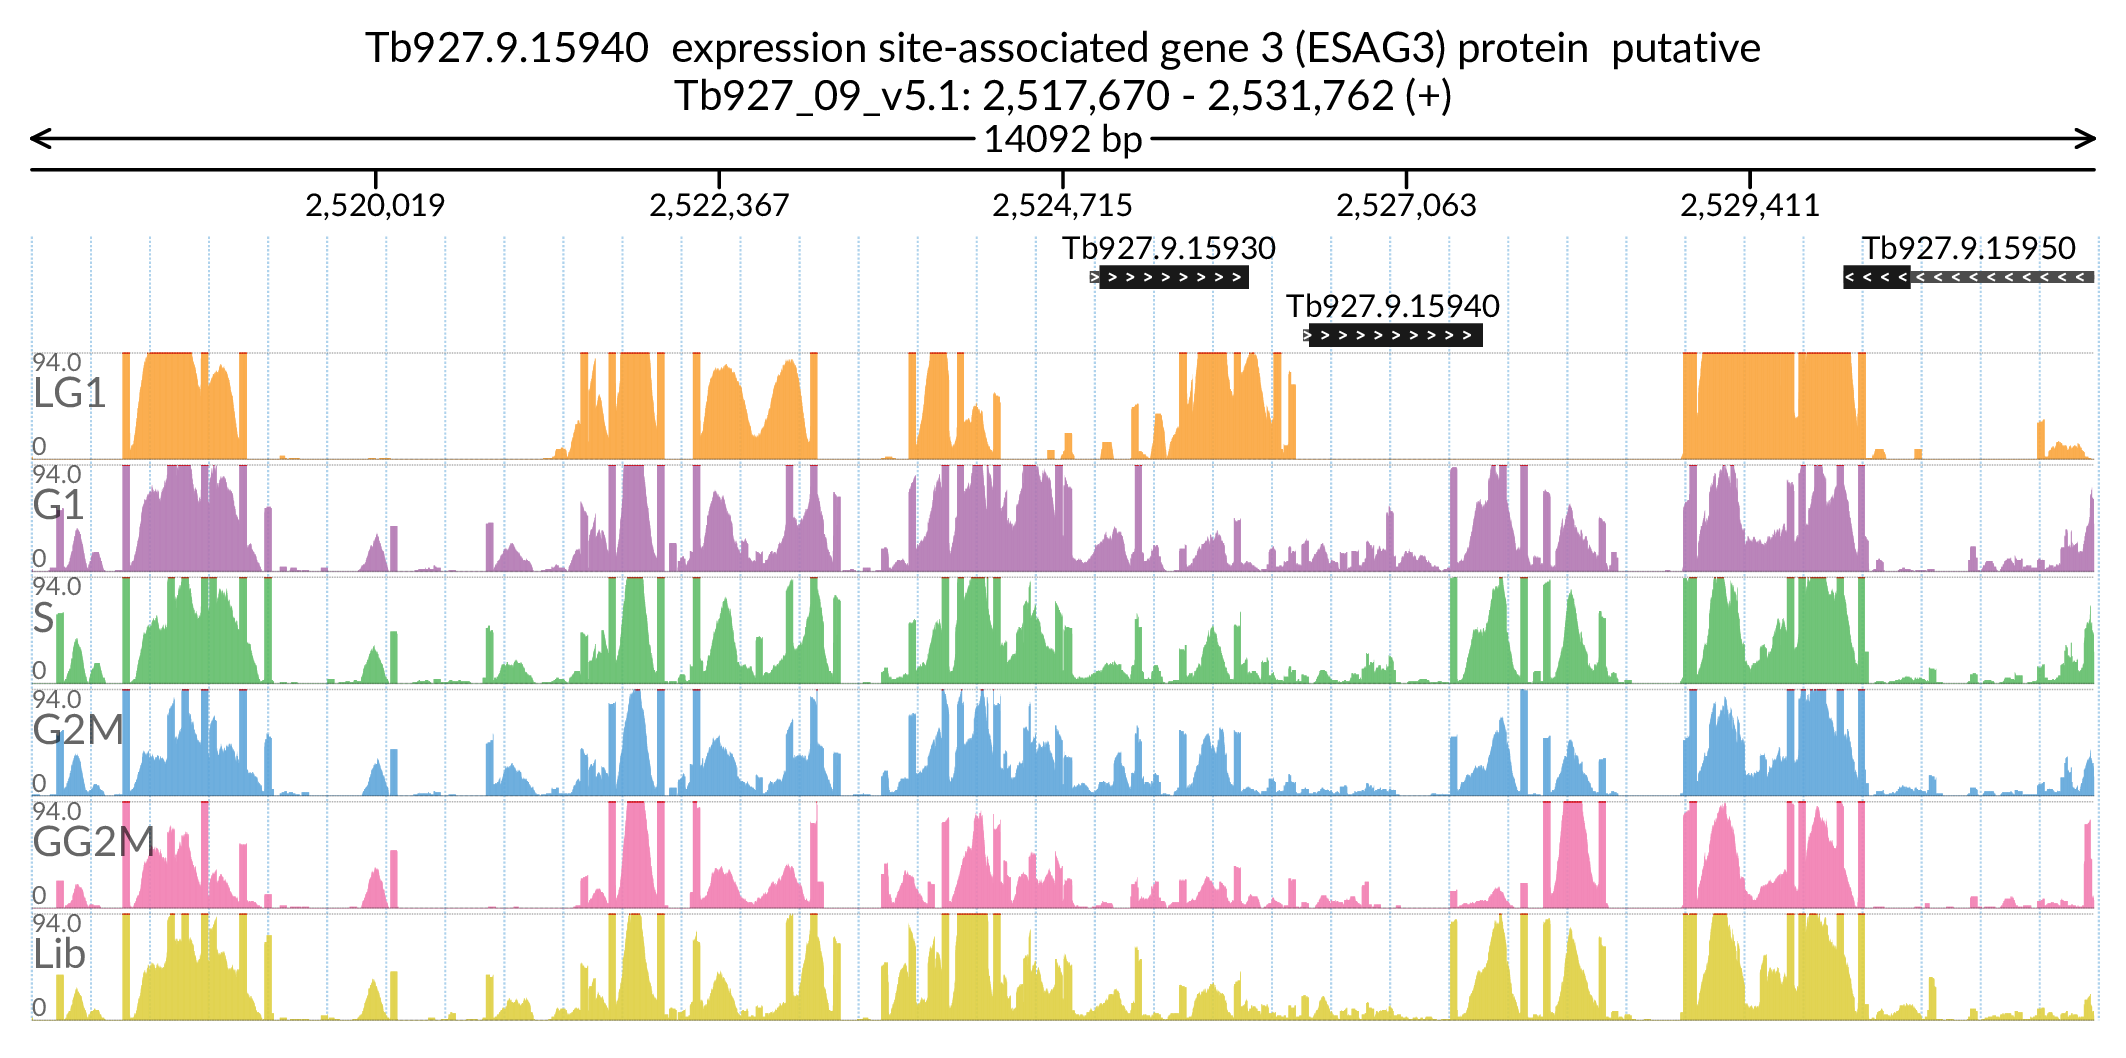 Tb927.9.15940  expression site-associated gene 3 (ESAG3) protein  putative
Tb927_09_v5.1: 2,517,670 - 2,531,762 (+)
14092 bp
2,520,019 2,522,367 2,524,715 2,527,063 2,529,411
Tb927.9.15930 Tb927.9.15950
Tb927.9.15940
94.0
LG1
0
94.0
G1
0
94.0
S
0
94.0
G2M
0
94.0
GG2M
0
94.0
Lib
0